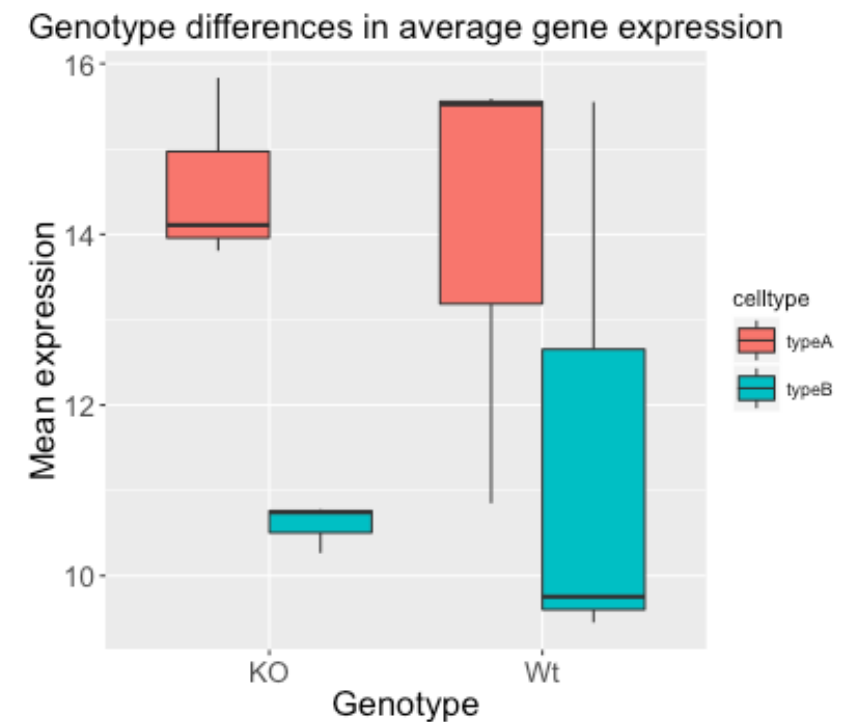 Genotype differences in average gene expression
16
14
12
10
Mean expression
KO
Wt
Genotype
celltype
typeA
typeB